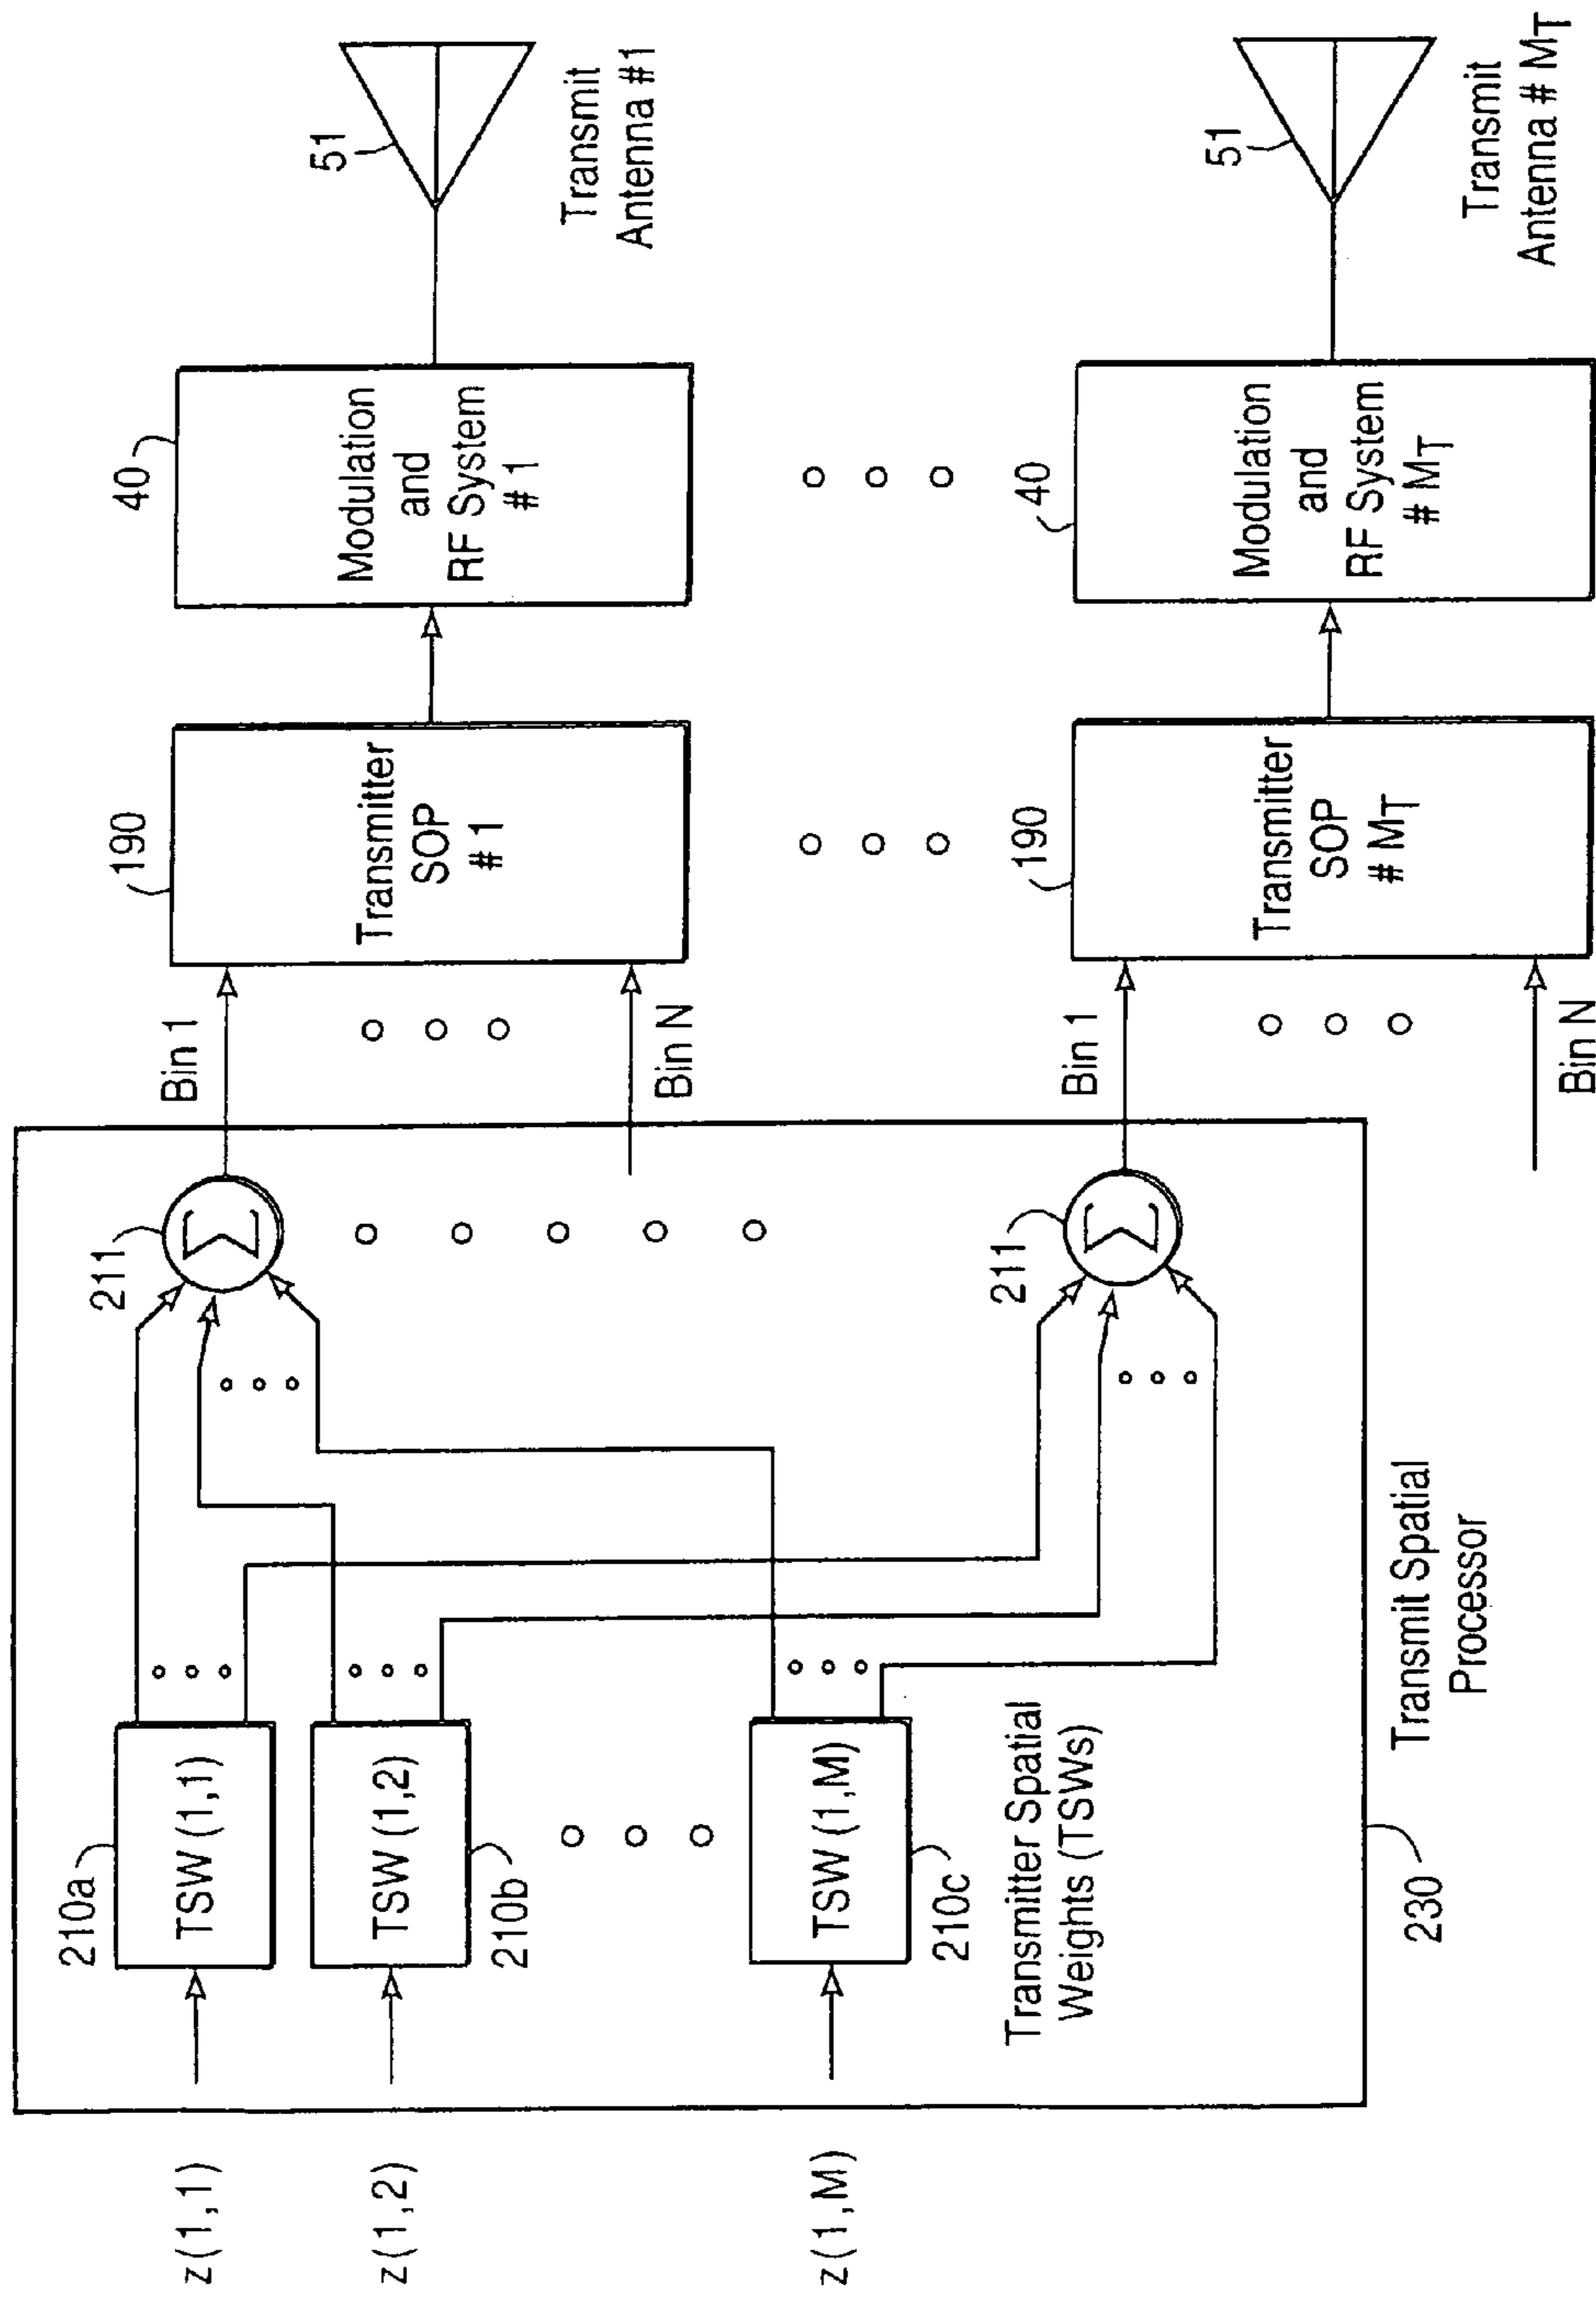 z(1,1)
z(1,2)
z(1,M)
210a
TSW (1,1)
TSW (1,2)
210b
TSW (1,M)
210c
Transmitter Spatial
Weights (TSWs)
230
Transmit Spatial
Processor
211
Σ
211
Σ
Bin 1
Bin N
Bin 1
Bin N
190
Transmitter
SOP
# 1
190
Transmitter
SOP
# MT
40
Modulation
and
RF System
# 1
40
Modulation
and
RF System
# MT
51
Transmit
Antenna #1
51
Transmit
Antenna # MT